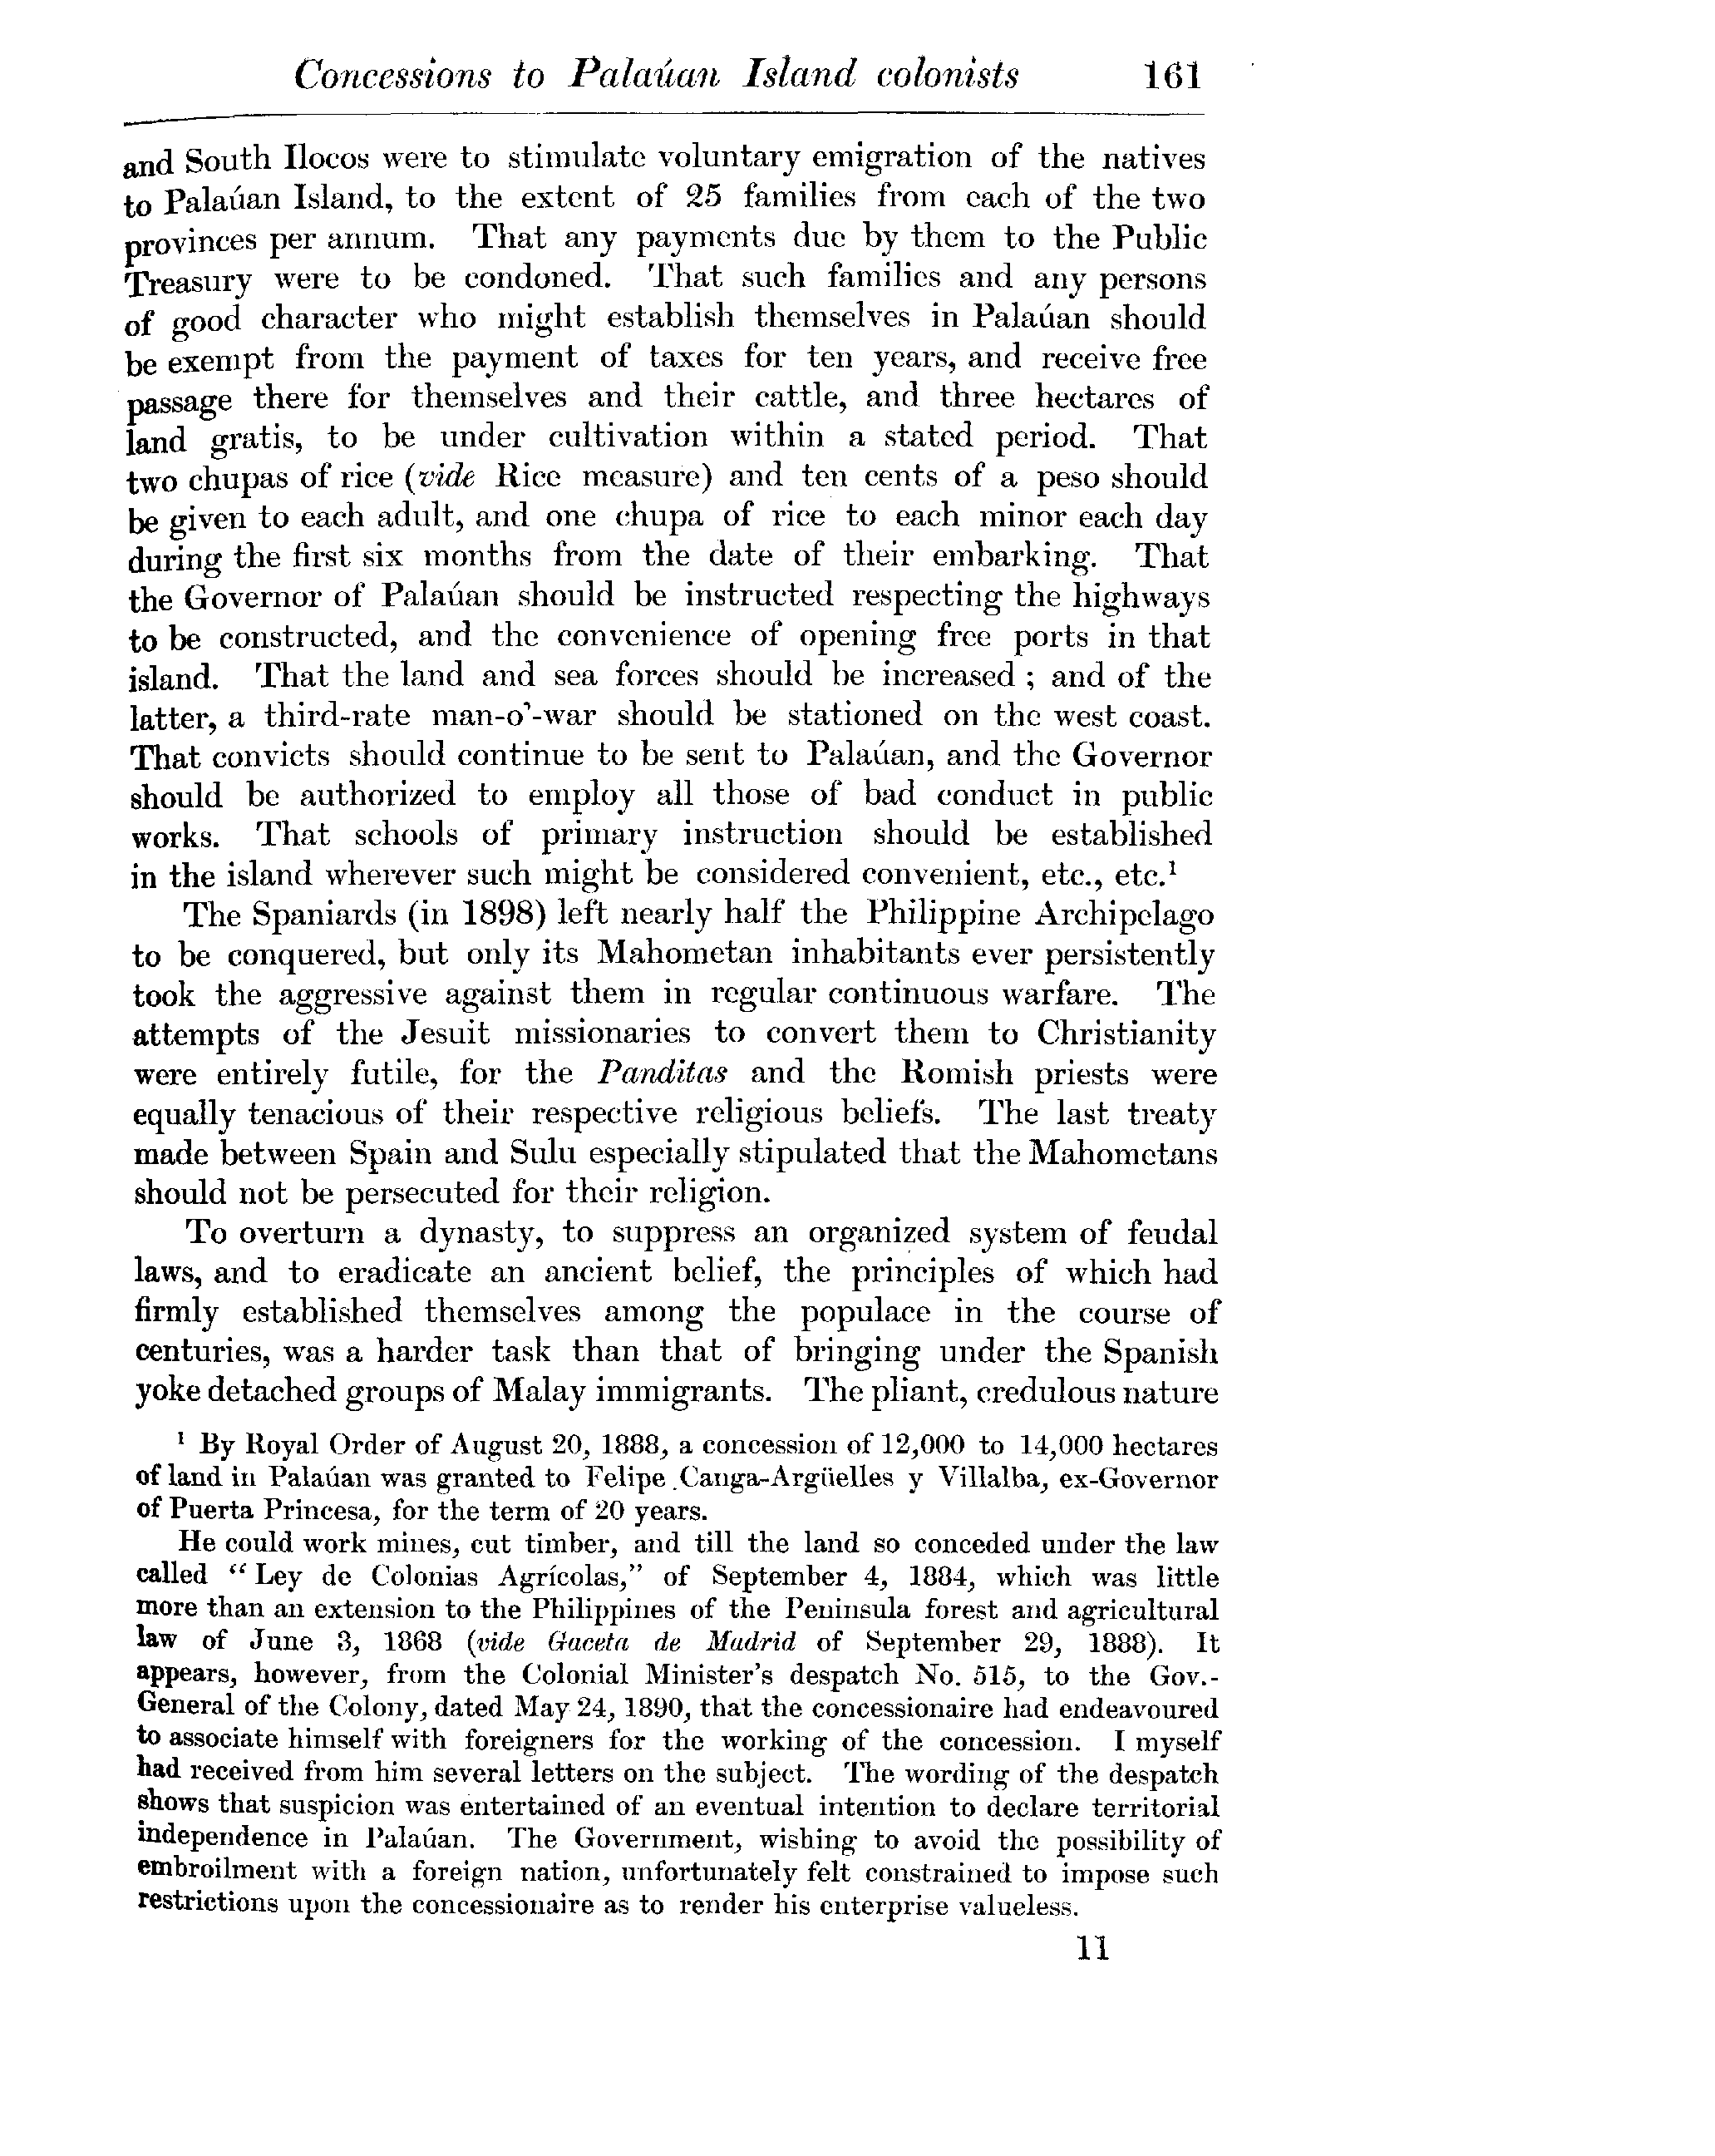 Concessions to Palaúan Island colonists 161
and South Ilocos were to stimulate voluntary emigration of the natives
to Palaúan Island, to the extent of 25 families from each of the two
provinces per annum. That any payments due by them to the Public
Treasury were to be condoned. That such families and any persons
of good character who might establish themselves in Palaúan should
be exempt from the payment of taxes for ten years, and receive free
passage there for themselves and their cattle, and three hectares of
land gratis, to be under cultivation within a stated period. That
two chupas of rice (vide Rice measure) and ten cents of a peso should
be given to each adult, and one chupa of rice to each minor each day
during the first six months from the date of their embarking. That
the Governor of Palaúan should be instructed respecting the highways
to be constructed, and the convenience of opening free ports in that
island. That the land and sea forces should be increased ; and of the
latter, a third-rate man-o'-war should be stationed on the west coast.
That convicts should continue to be sent to Palaúan, and the Governor
should be authorized to employ all those of bad conduct in public
works. That schools of primary instruction should be established
in the island wherever such might be considered convenient, etc., etc.¹
The Spaniards (in 1898) left nearly half the Philippine Archipelago
to be conquered, but only its Mahometan inhabitants ever persistently
took the aggressive against them in regular continuous warfare. The
attempts of the Jesuit missionaries to convert them to Christianity
were entirely futile, for the Panditas and the Romish priests were
equally tenacious of their respective religious beliefs. The last treaty
made between Spain and Sulu especially stipulated that the Mahometans
should not be persecuted for their religion.
To overturn a dynasty, to suppress an organized system of feudal
laws, and to eradicate an ancient belief, the principles of which had
firmly established themselves among the populace in the course of
centuries, was a harder task than that of bringing under the Spanish
yoke detached groups of Malay immigrants. The pliant, credulous nature
¹ By Royal Order of August 20, 1888, a concession of 12,000 to 14,000 hectares
of land in Palaúan was granted to Felipe Canga-Argüelles y Villalba, ex-Governor
of Puerta Princesa, for the term of 20 years.
He could work mines, cut timber, and till the land so conceded under the law
called “ Ley de Colonias Agrícolas,” of September 4, 1884, which was little
more than an extension to the Philippines of the Peninsula forest and agricultural
law of June 3, 1868 (vide Gaceta de Madrid of September 29, 1888). It
appears, however, from the Colonial Minister's despatch No. 515, to the Gov.-
General of the Colony, dated May 24, 1890, that the concessionaire had endeavoured
to associate himself with foreigners for the working of the concession. I myself
had received from him several letters on the subject. The wording of the despatch
shows that suspicion was entertained of an eventual intention to declare territorial
independence in Palaúan. The Government, wishing to avoid the possibility of
embroilment with a foreign nation, unfortunately felt constrained to impose such
restrictions upon the concessionaire as to render his enterprise valueless.
11